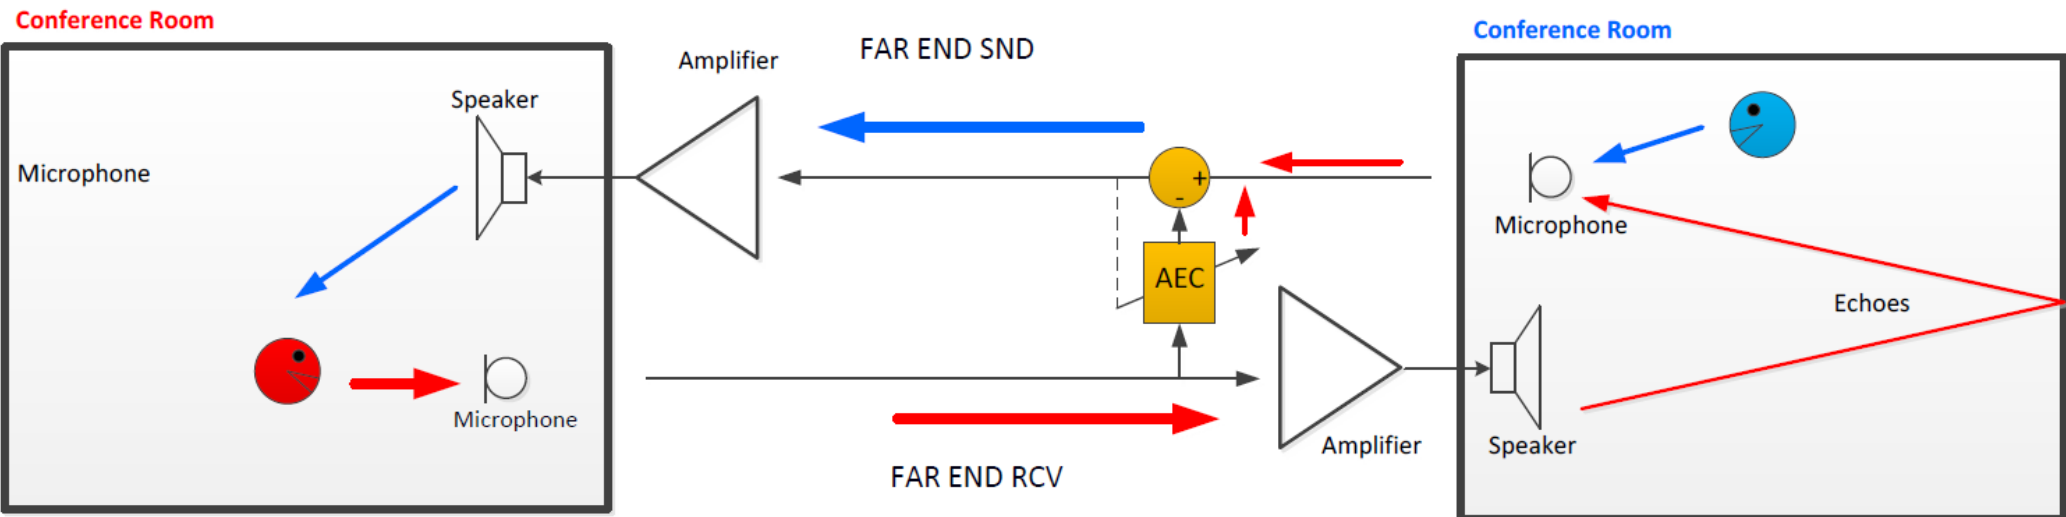 Conference Room
Conference Room
Amplifier
FAR END SND
Speaker
Microphone
+
-
Microphone
AEC
Echoes
Microphone
Amplifier
Speaker
FAR END RCV